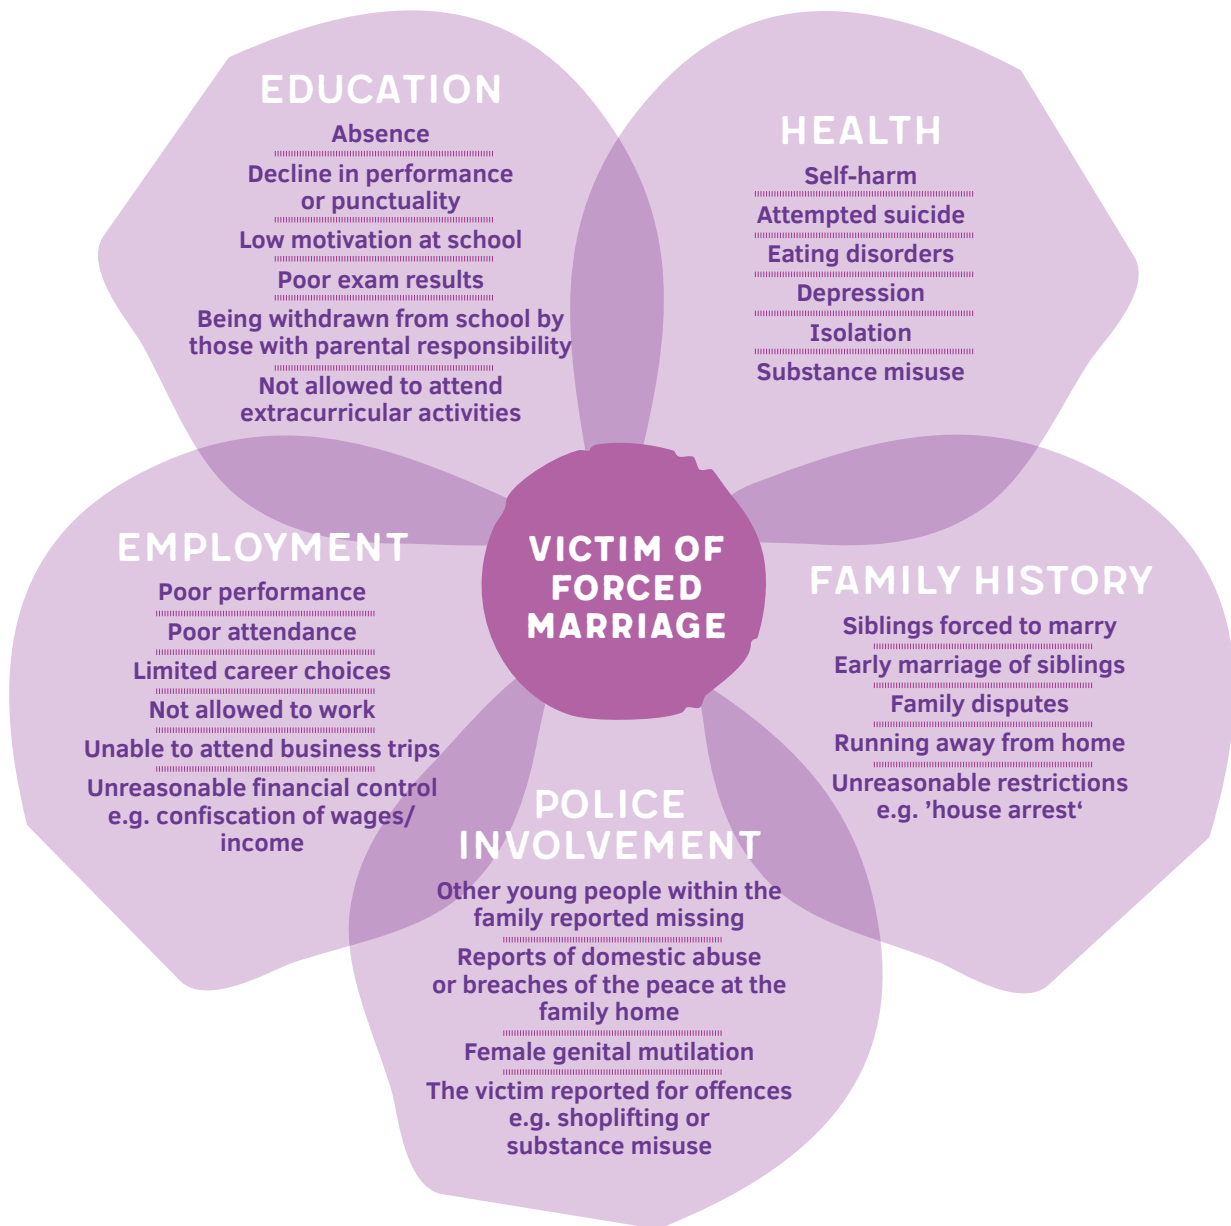 EDUCATION
Absence
Decline in performance
or punctuality
Low motivation at school
Poor exam results
Being withdrawn from school by
those with parental responsibility
Not allowed to attend
extracurricular activities
HEALTH
Self-harm
Attempted suicide
Eating disorders
Depression
Isolation
Substance misuse
VICTIM OF
FORCED
MARRIAGE
EMPLOYMENT
Poor performance
Poor attendance
Limited career choices
Not allowed to work
Unable to attend business trips
Unreasonable financial control
e.g. confiscation of wages/
income
FAMILY HISTORY
Siblings forced to marry
Early marriage of siblings
Family disputes
Running away from home
Unreasonable restrictions
e.g. ’house arrest‘
POLICE
INVOLVEMENT
Other young people within the
family reported missing
Reports of domestic abuse
or breaches of the peace at the
family home
Female genital mutilation
The victim reported for offences
e.g. shoplifting or
substance misuse